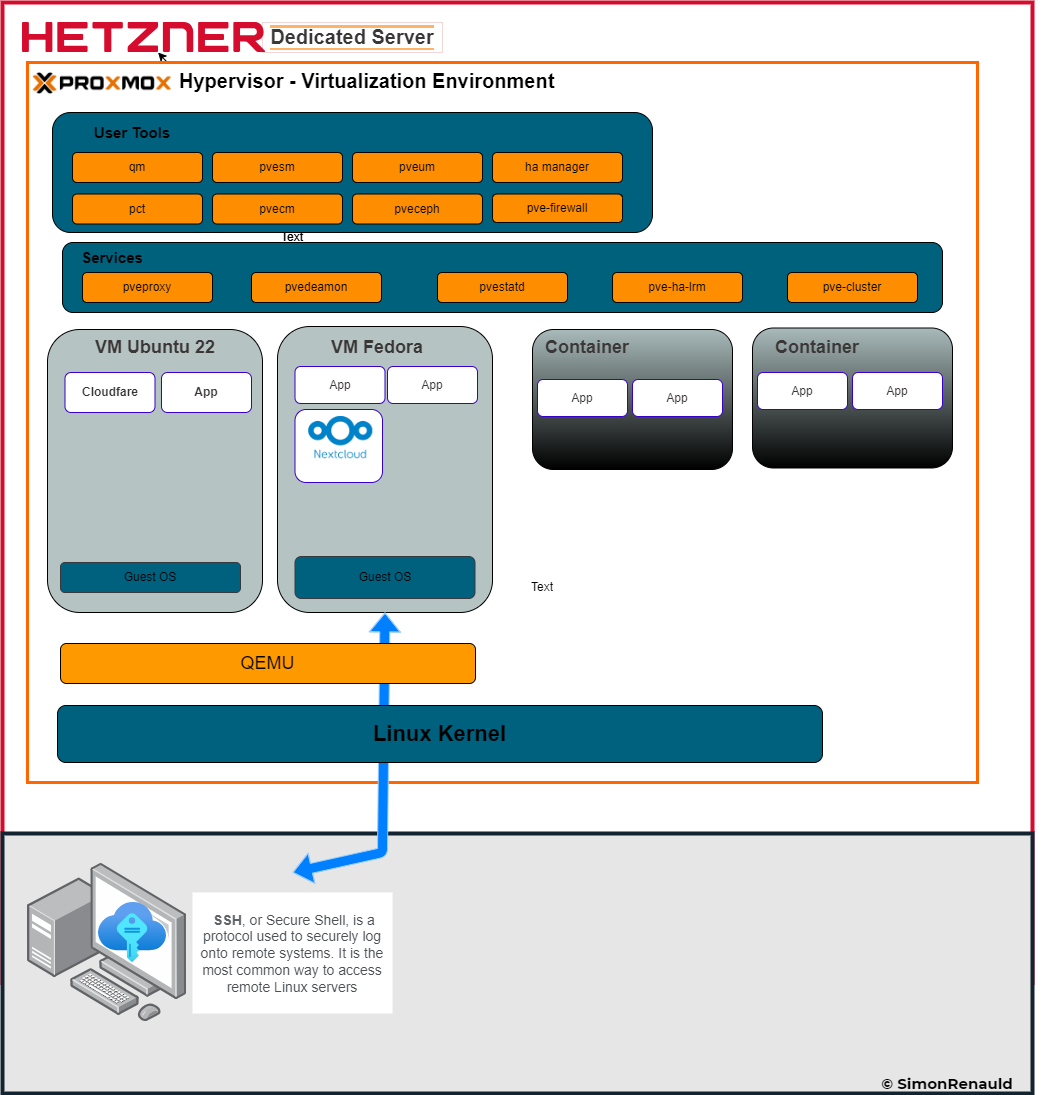 HETZNER Dedicated Server
PROXMOX Hypervisor - Virtualization Environment
User Tools
qm pvesm pveum ha manager
pct pvecm pveceph pve-firewall
Text
Services
pveproxy pvedeamon pvestatd pve-ha-lrm pve-cluster
VM Ubuntu 22 VM Fedora Container Container
Cloudfare App App App App App App App
Nextcloud
Guest OS Guest OS
Text
QEMU
Linux Kernel
SSH, or Secure Shell, is a
protocol used to securely log
onto remote systems. It is the
most common way to access
remote Linux servers
© SimonRenauld